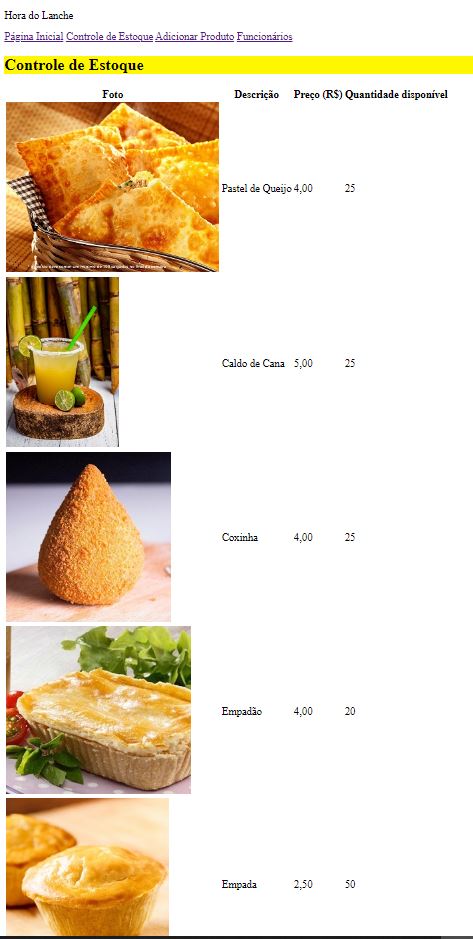 Hora do Lanche
Página Inicial Controle de Estoque Adicionar Produto Funcionários
Controle de Estoque
Foto Descrição Preço (R$) Quantidade disponível
Pastel de Queijo 4,00 25
Caldo de Cana 5,00 25
Coxinha 4,00 25
Empadão 4,00 20
Empada 2,50 50